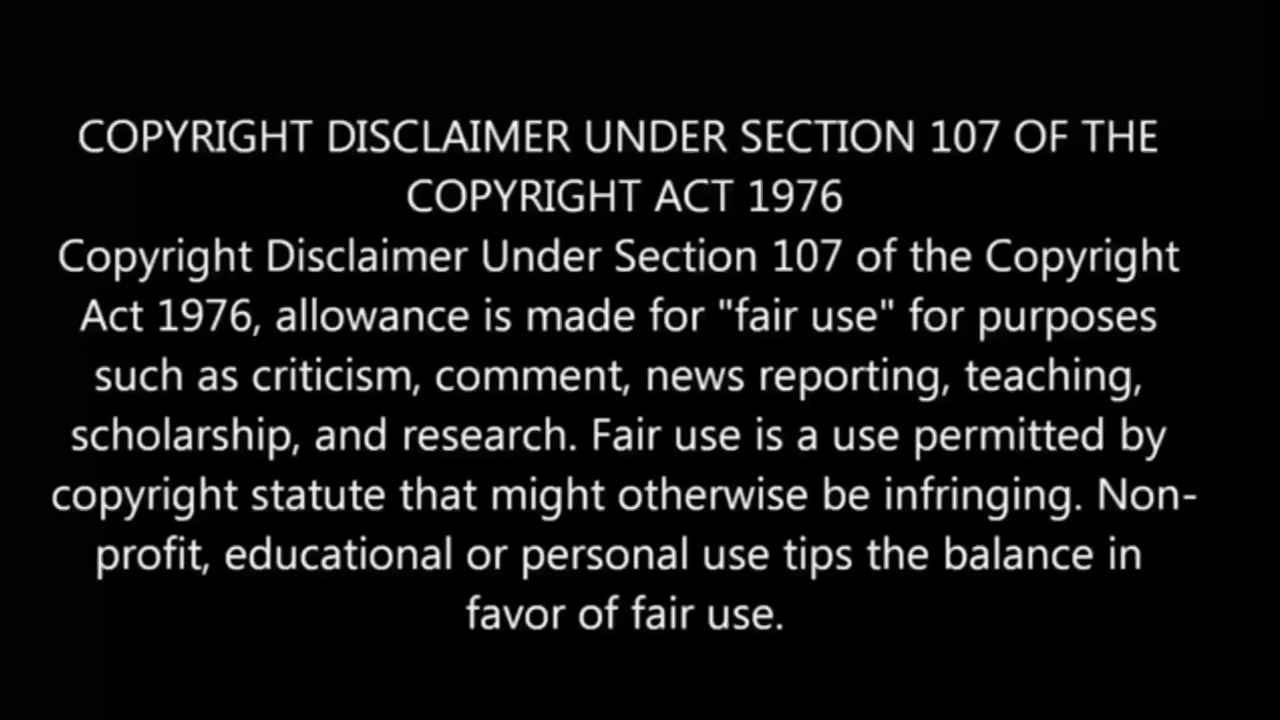 COPYRIGHT DISCLAIMER UNDER SECTION 107 OF THE
COPYRIGHT ACT 1976
Copyright Disclaimer Under Section 107 of the Copyright
Act 1976, allowance is made for "fair use" for purposes
such as criticism, comment, news reporting, teaching,
scholarship, and research. Fair use is a use permitted by
copyright statute that might otherwise be infringing. Non-
profit, educational or personal use tips the balance in
favor of fair use.